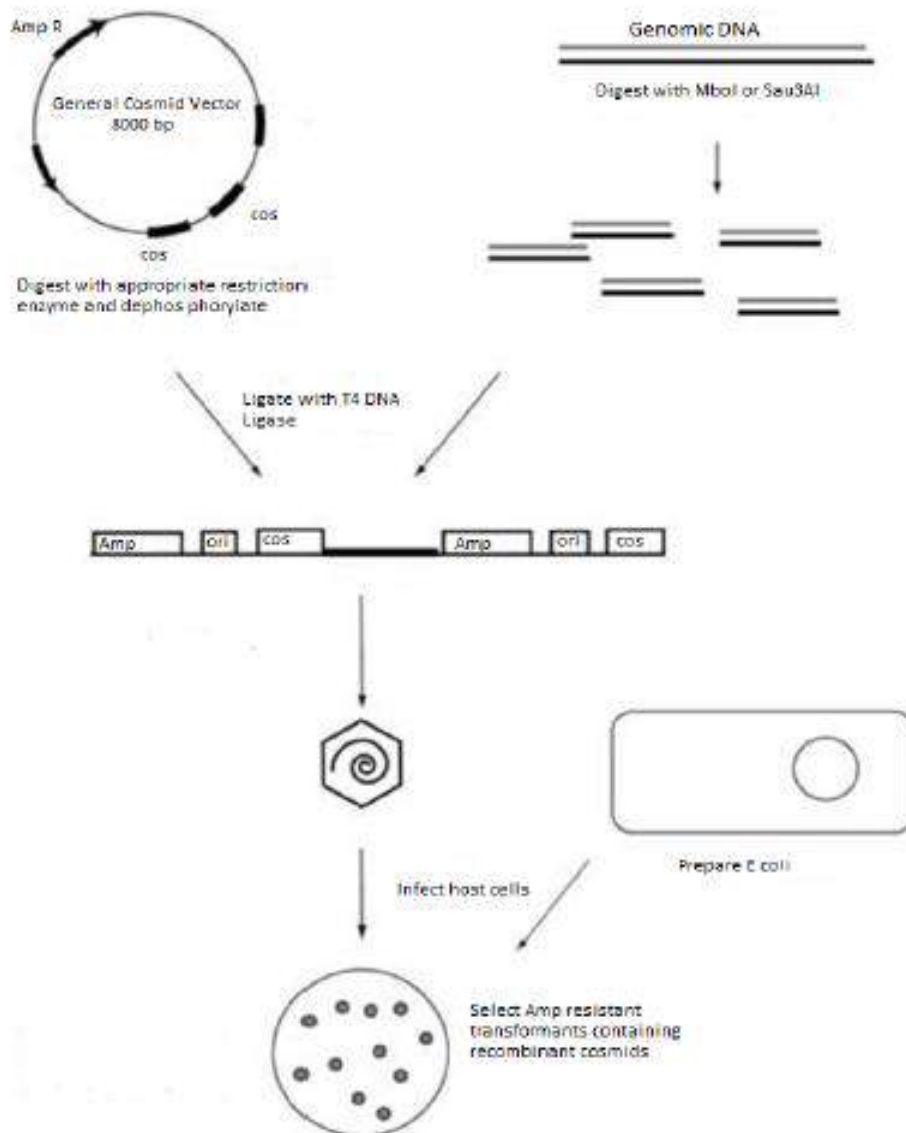 Amp R
General Cosmid Vector
8000 bp
cos
cos
Digest with appropriate restriction
enzyme and dephos phorylate
Genomic DNA
Digest with MboI or Sau3AI
Ligate with T4 DNA
Ligase
Amp ori cos Amp ori cos
Prepare E coli
Infect host cells
Select Amp resistant
transformants containing
recombinant cosmids